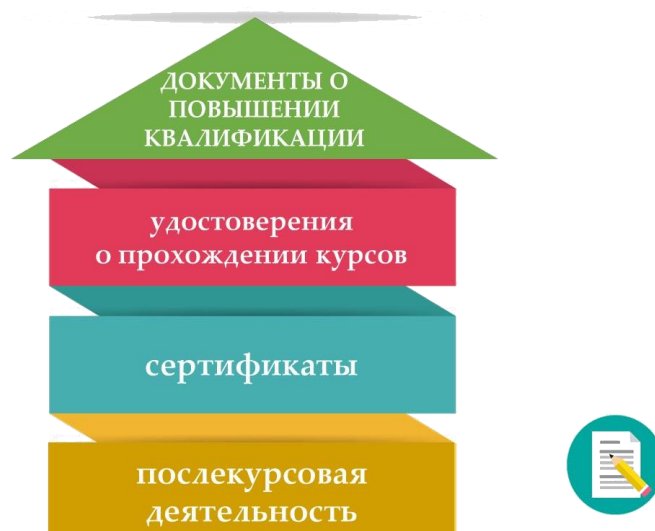 ДОКУМЕНТЫ О
ПОВЫШЕНИИ
КВАЛИФИКАЦИИ
удостоверения
о прохождении курсов
сертификаты
послекурсовая
деятельность